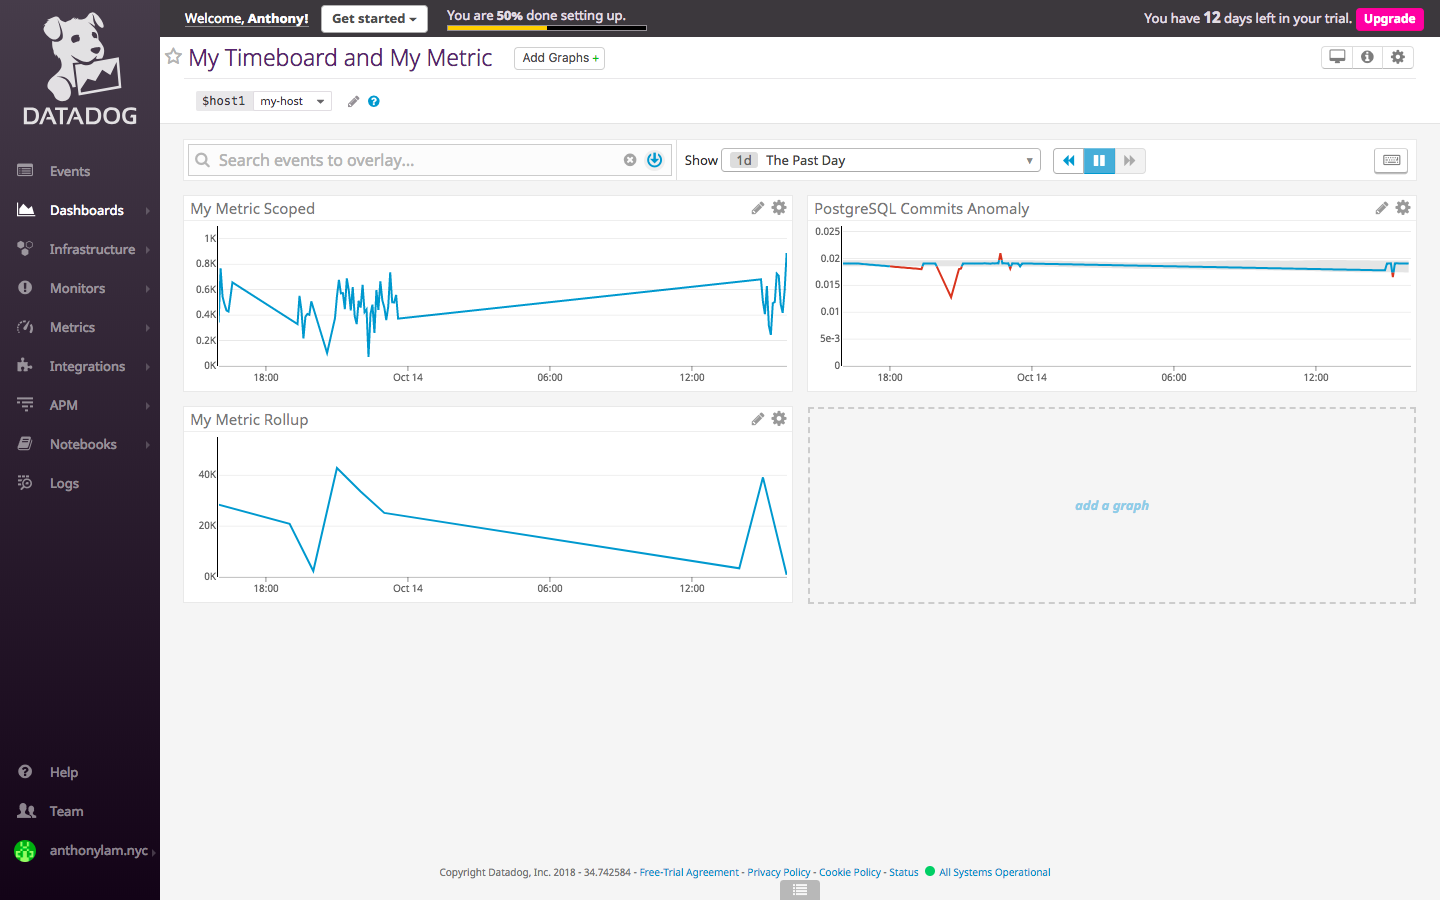 Welcome, Anthony!
Get started
You are 50% done setting up.
You have 12 days left in your trial.
Upgrade
DATADOG
Events
Dashboards
Infrastructure
Monitors
Metrics
Integrations
APM
Notebooks
Logs
Help
Team
anthonylam.nyc
My Timeboard and My Metric
Add Graphs +
$host1 my-host
Search events to overlay...
Show 1d The Past Day
My Metric Scoped
1K
0.8K
0.6K
0.4K
0.2K
0K
18:00 Oct 14 06:00 12:00
PostgreSQL Commits Anomaly
0.025
0.02
0.015
0.01
5e-3
0
18:00 Oct 14 06:00 12:00
My Metric Rollup
40K
20K
0K
18:00 Oct 14 06:00 12:00
add a graph
Copyright Datadog, Inc. 2018 - 34.742584 - Free-Trial Agreement - Privacy Policy - Cookie Policy - Status All Systems Operational